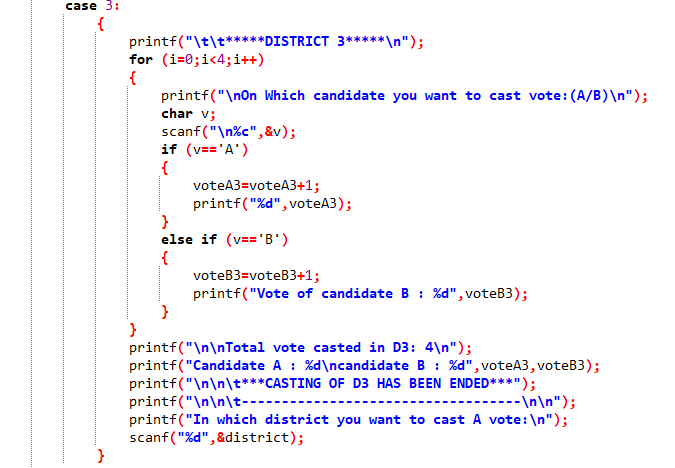 case 3:
{
printf("\t\t*****DISTRICT 3*****\n");
for (i=0;i<4;i++)
{
printf("\nOn Which candidate you want to cast vote:(A/B)\n");
char v;
scanf("\n%c",&v);
if (v=='A')
{
voteA3=voteA3+1;
printf("%d",voteA3);
}
else if (v=='B')
{
voteB3=voteB3+1;
printf("Vote of candidate B : %d",voteB3);
}
}
printf("\n\nTotal vote casted in D3: 4\n");
printf("Candidate A : %d\ncandidate B : %d",voteA3,voteB3);
printf("\n\n\t***CASTING OF D3 HAS BEEN ENDED***");
printf("\n\n\t-----------------------------------\n\n");
printf("In which district you want to cast A vote:\n");
scanf("%d",&district);
}